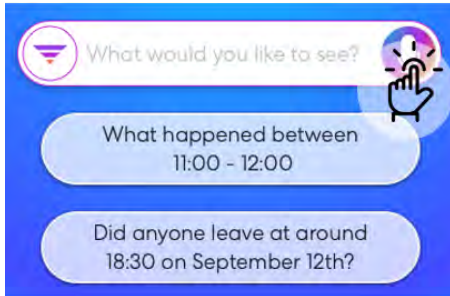 What would you like to see?
What happened between
11:00 - 12:00
Did anyone leave at around
18:30 on September 12th?